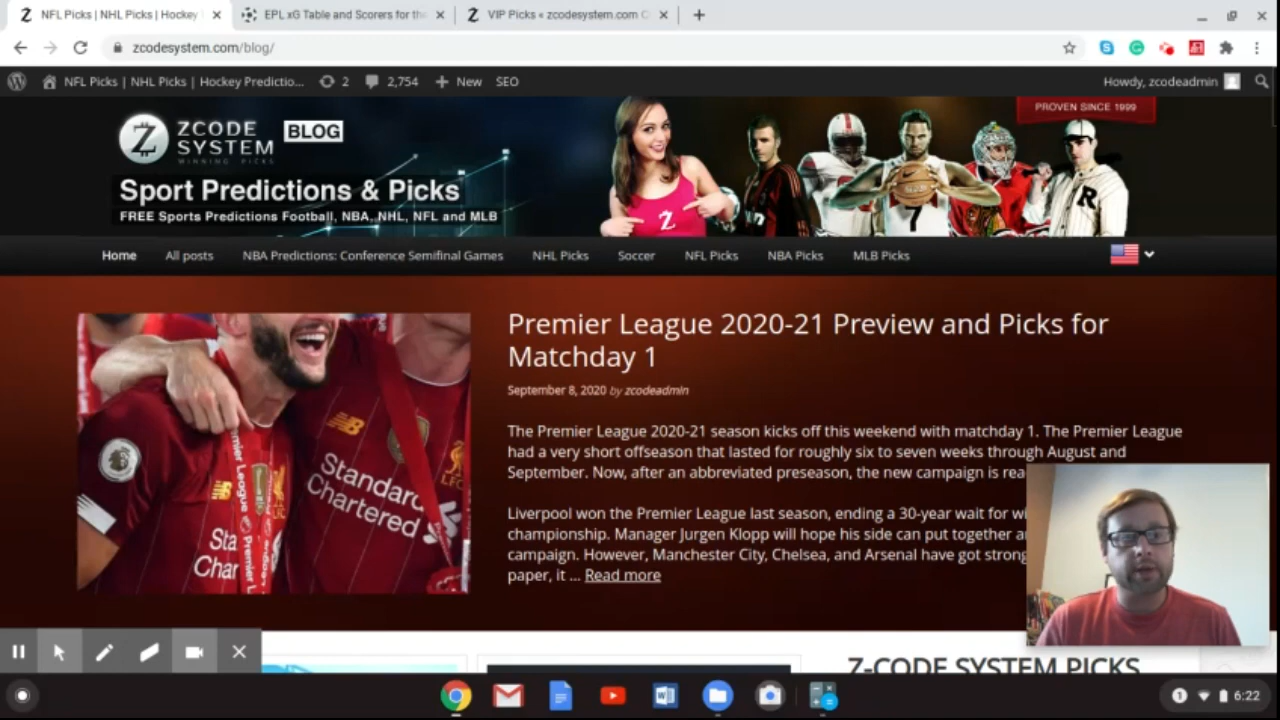 NFL Picks | NHL Picks | Hockey
EPL xG Table and Scorers for the
VIP Picks « zcodesystem.com
zcodesystem.com/blog/
NFL Picks | NHL Picks | Hockey Predictio...
2
2,754
New
SEO
Howdy, zcodeadmin
PROVEN SINCE 1999
ZCODE
SYSTEM
WINNING PICKS
BLOG
Sport Predictions & Picks
FREE Sports Predictions Football, NBA, NHL, NFL and MLB
Z
7
R
Home
All posts
NBA Predictions: Conference Semifinal Games
NHL Picks
Soccer
NFL Picks
NBA Picks
MLB Picks
Premier League 2020-21 Preview and Picks for
Matchday 1
September 8, 2020 by zcodeadmin
The Premier League 2020-21 season kicks off this weekend with matchday 1. The Premier League
had a very short offseason that lasted for roughly six to seven weeks through August and
September. Now, after an abbreviated preseason, the new campaign is
Liverpool won the Premier League last season, ending a 30-year wait for
championship. Manager Jurgen Klopp will hope his side can put together
campaign. However, Manchester City, Chelsea, and Arsenal have got
paper, it ... Read more
Standard
Chartered
Premier League
LFC
Z-CODE SYSTEM PICKS
1
6:22